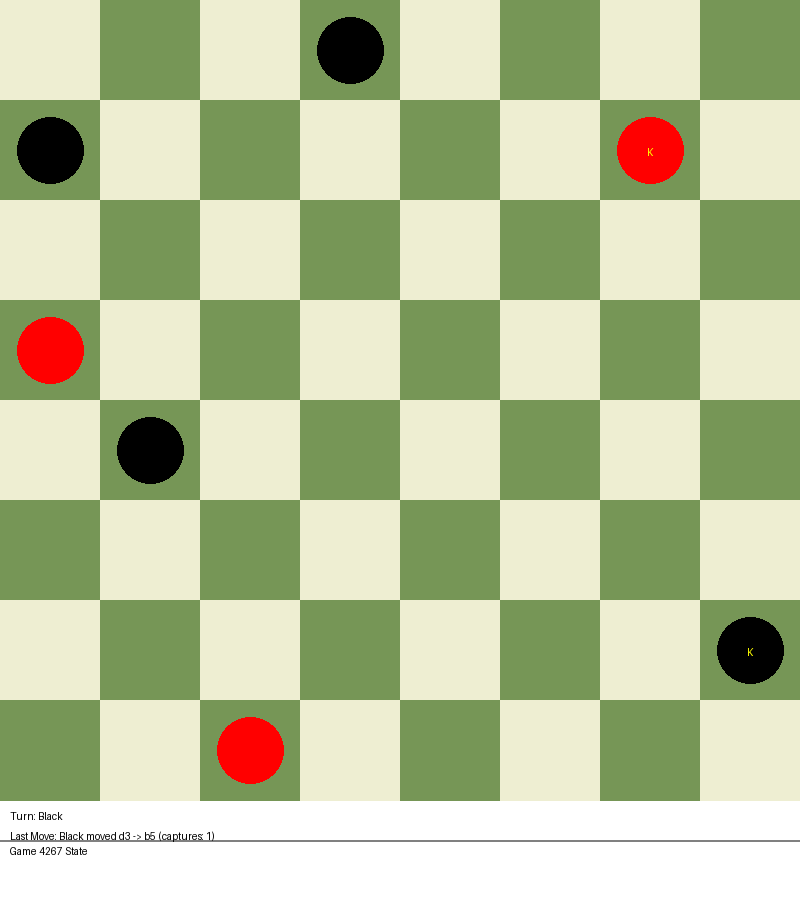 K
K
Turn: Black
Last Move: Black moved d3 -> b5 (captures: 1)
Game 4267 State